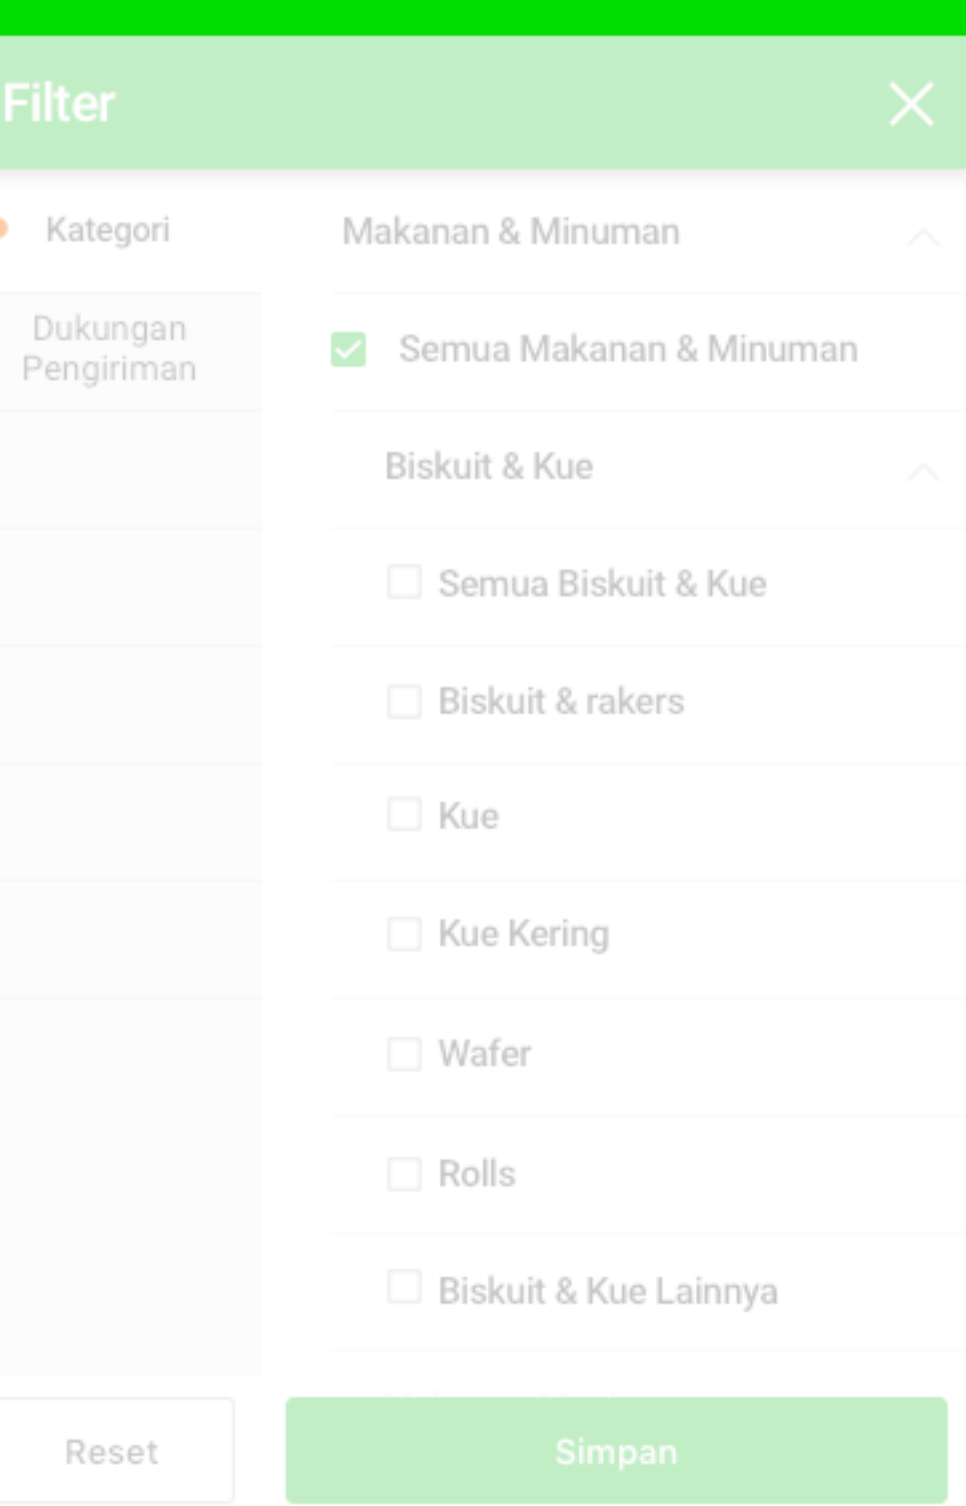 Filter
Kategori
Dukungan
Pengiriman
Makanan & Minuman
Semua Makanan & Minuman
Biskuit & Kue
Semua Biskuit & Kue
Biskuit & rakers
Kue
Kue Kering
Wafer
Rolls
Biskuit & Kue Lainnya
Reset
Simpan